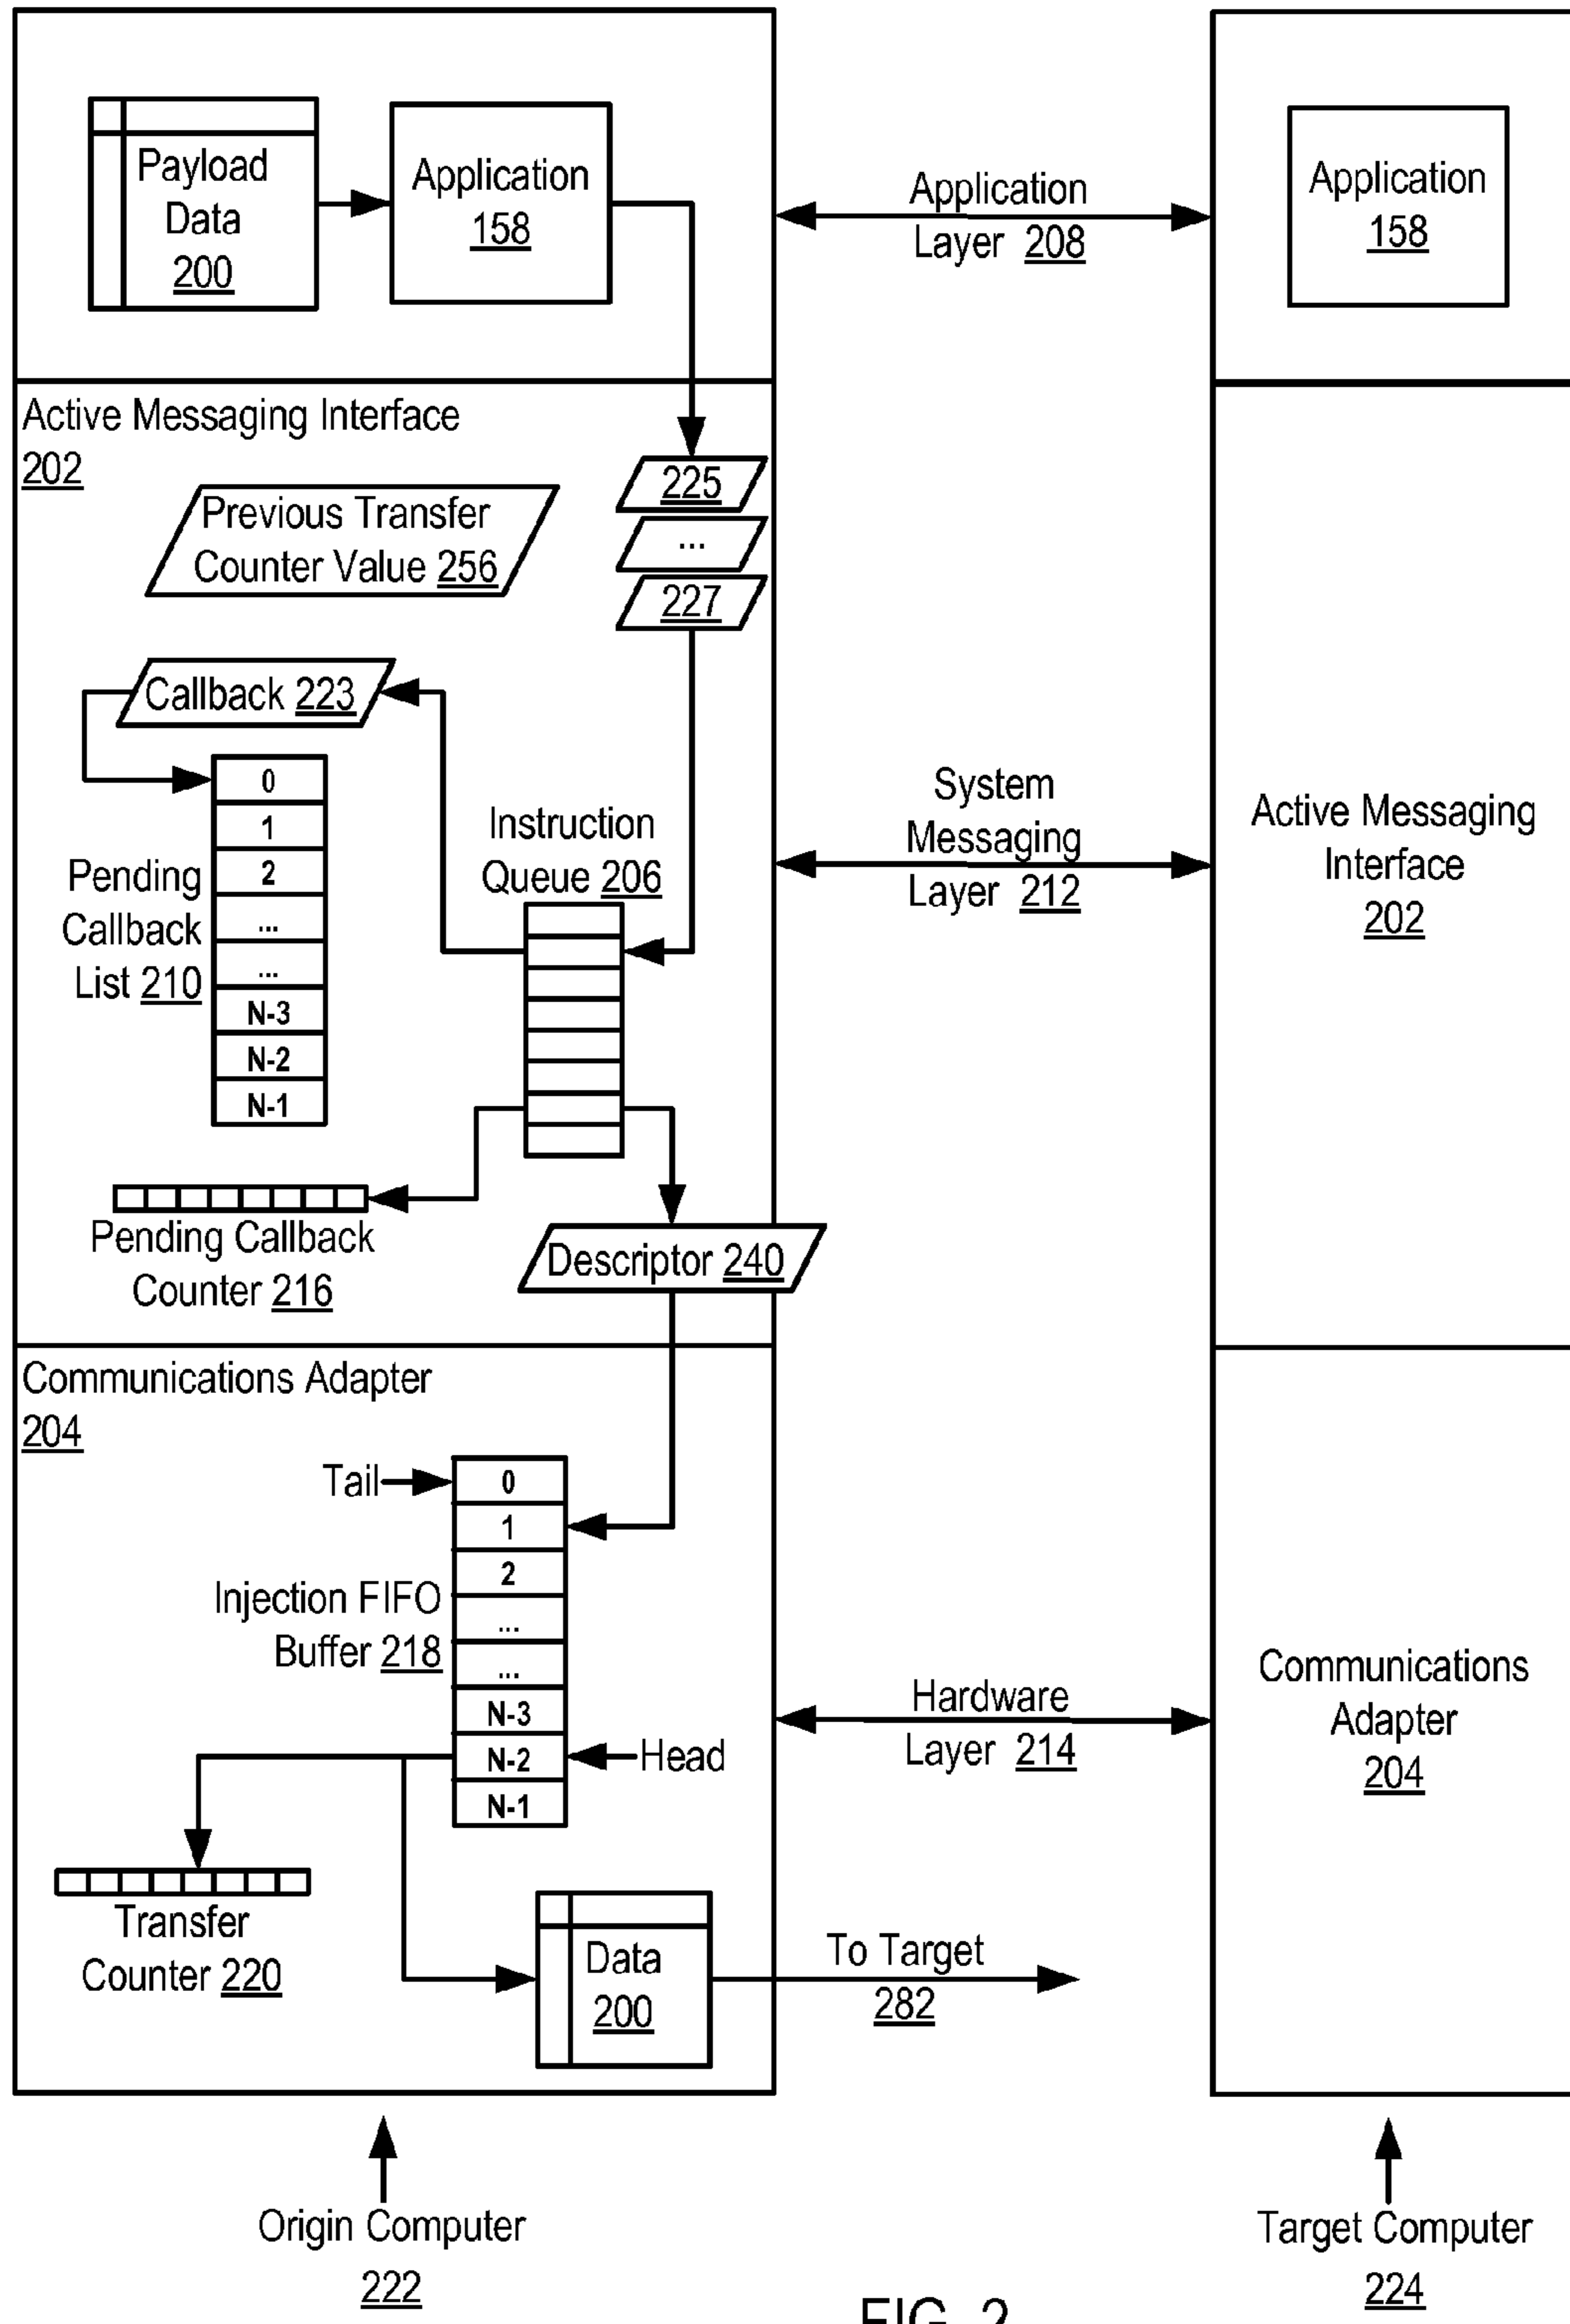 Payload
Data
200
Application
158
Application
Layer 208
Application
158
Active Messaging Interface
202
Previous Transfer
Counter Value 256
225
...
227
Callback 223
0
1
2
...
...
N-3
N-2
N-1
Pending
Callback
List 210
Instruction
Queue 206
System
Messaging
Layer 212
Active Messaging
Interface
202
Pending Callback
Counter 216
Descriptor 240
Communications Adapter
204
Tail
0
1
2
...
...
N-3
N-2
N-1
Injection FIFO
Buffer 218
Head
Hardware
Layer 214
Communications
Adapter
204
Transfer
Counter 220
Data
200
To Target
282
Origin Computer
222
Target Computer
224
FIG. 2